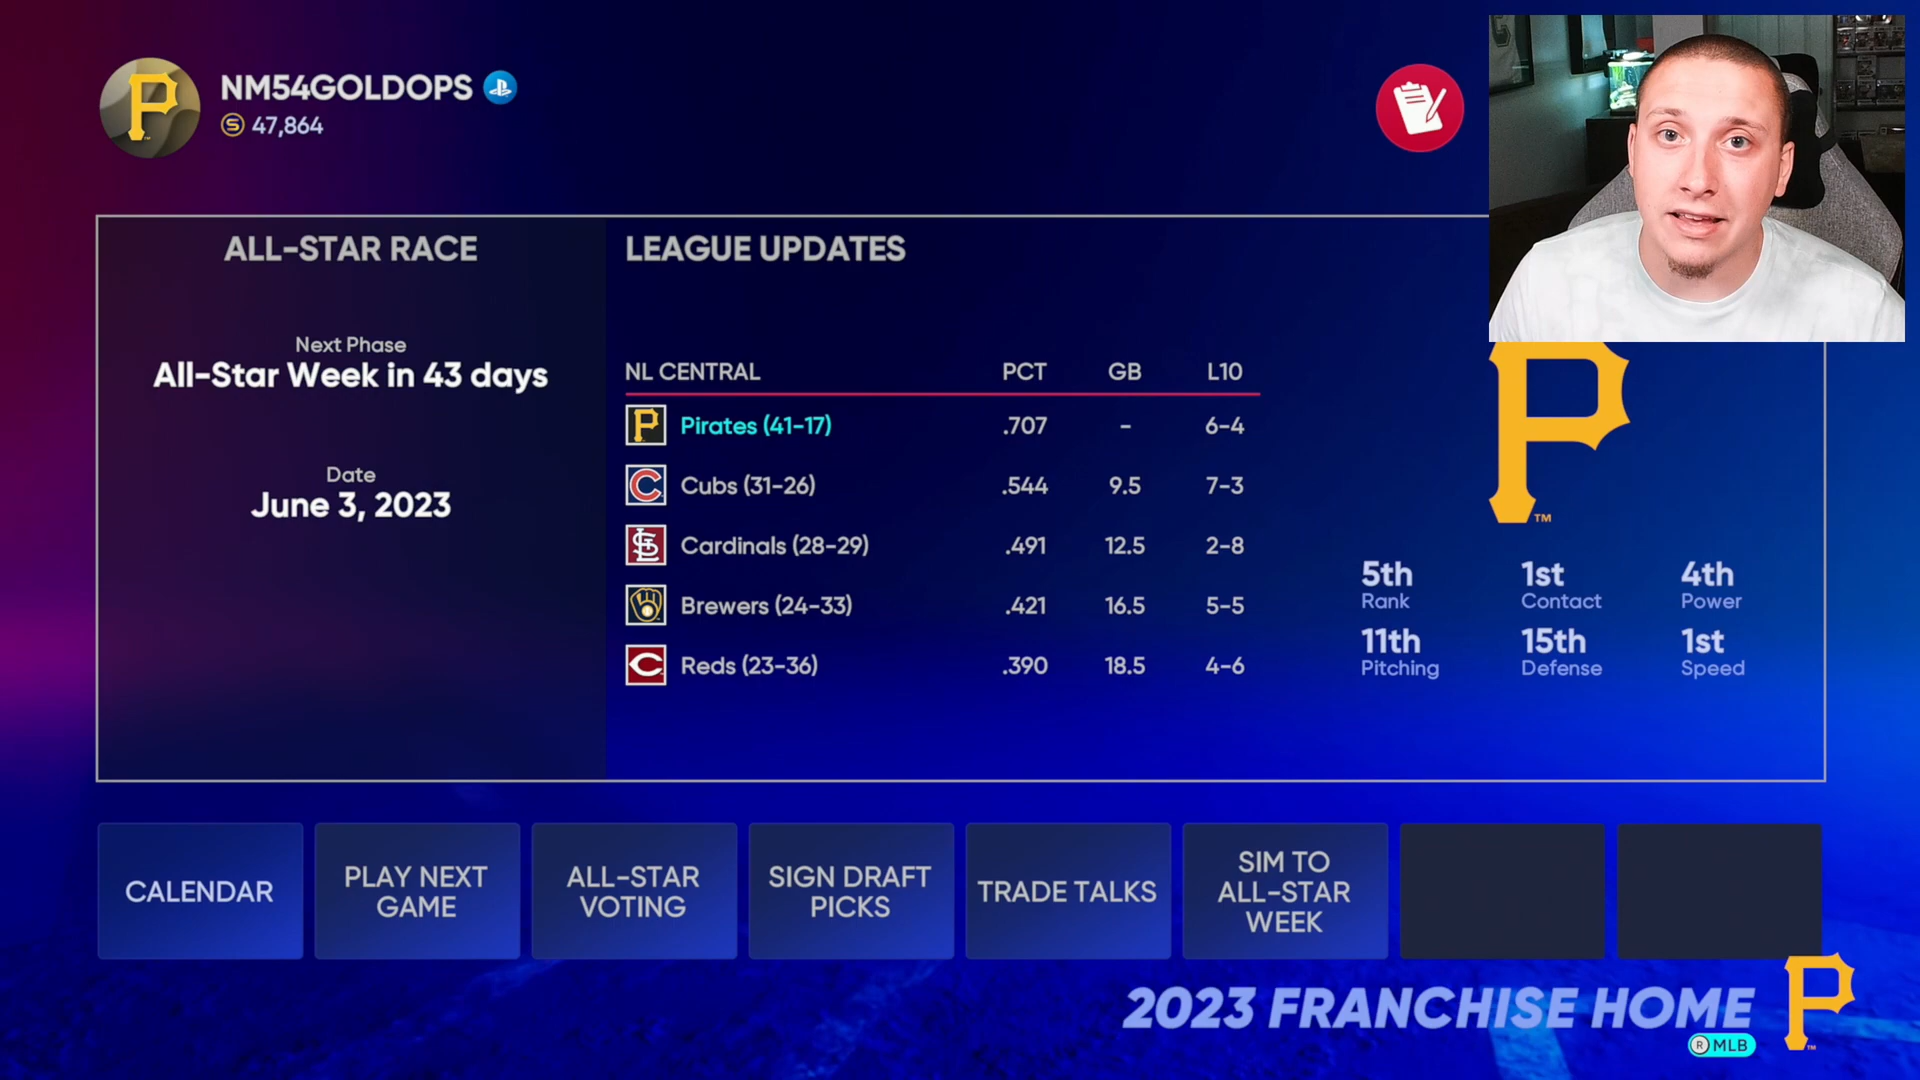 NM54GOLDOPS
47,864
ALL-STAR RACE
Next Phase
All-Star Week in 43 days
Date
June 3, 2023
LEAGUE UPDATES
NL CENTRAL PCT GB L10
Pirates (41-17) .707 - 6-4
Cubs (31-26) .544 9.5 7-3
Cardinals (28-29) .491 12.5 2-8
Brewers (24-33) .421 16.5 5-5
Reds (23-36) .390 18.5 4-6
P
TM
5th 1st 4th
Rank Contact Power
11th 15th 1st
Pitching Defense Speed
CALENDAR
PLAY NEXT
GAME
ALL-STAR
VOTING
SIGN DRAFT
PICKS
TRADE TALKS
SIM TO
ALL-STAR
WEEK
2023 FRANCHISE HOME
R MLB
P